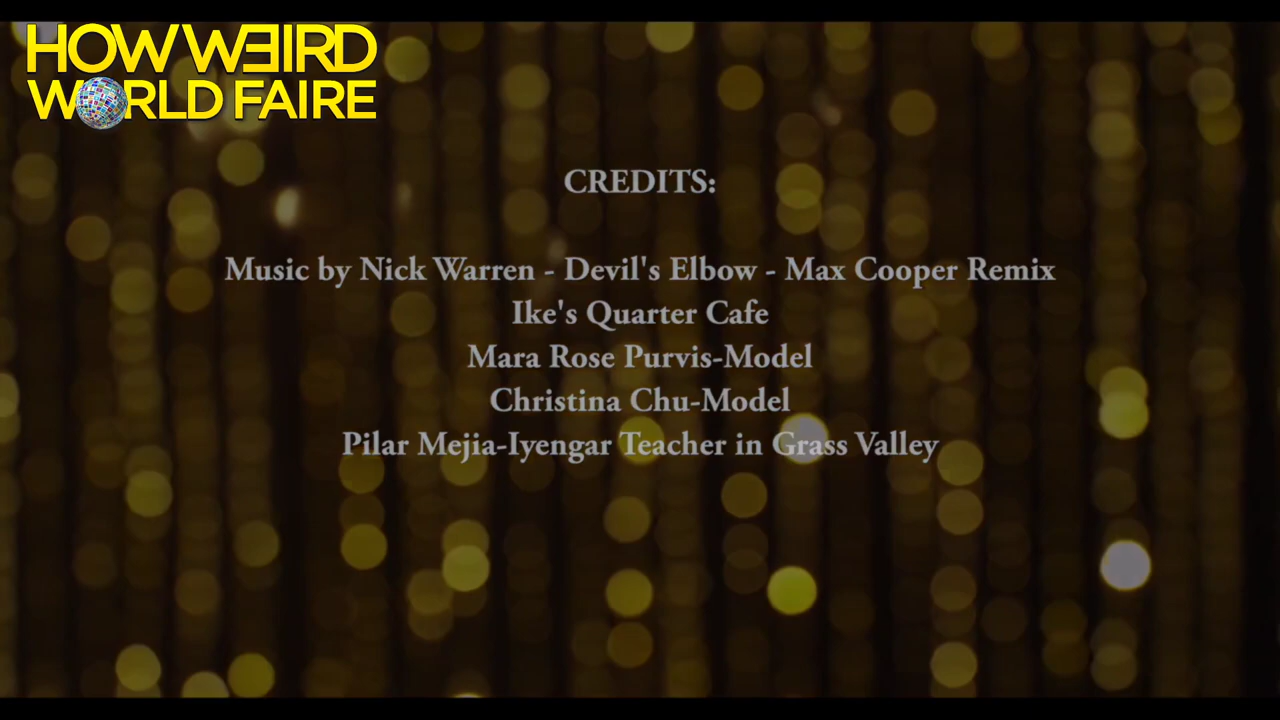 HOW WEIRD
WORLD FAIRE
CREDITS:
Music by Nick Warren - Devil's Elbow - Max Cooper Remix
Ike's Quarter Cafe
Mara Rose Purvis-Model
Christina Chu-Model
Pilar Mejia-Iyengar Teacher in Grass Valley